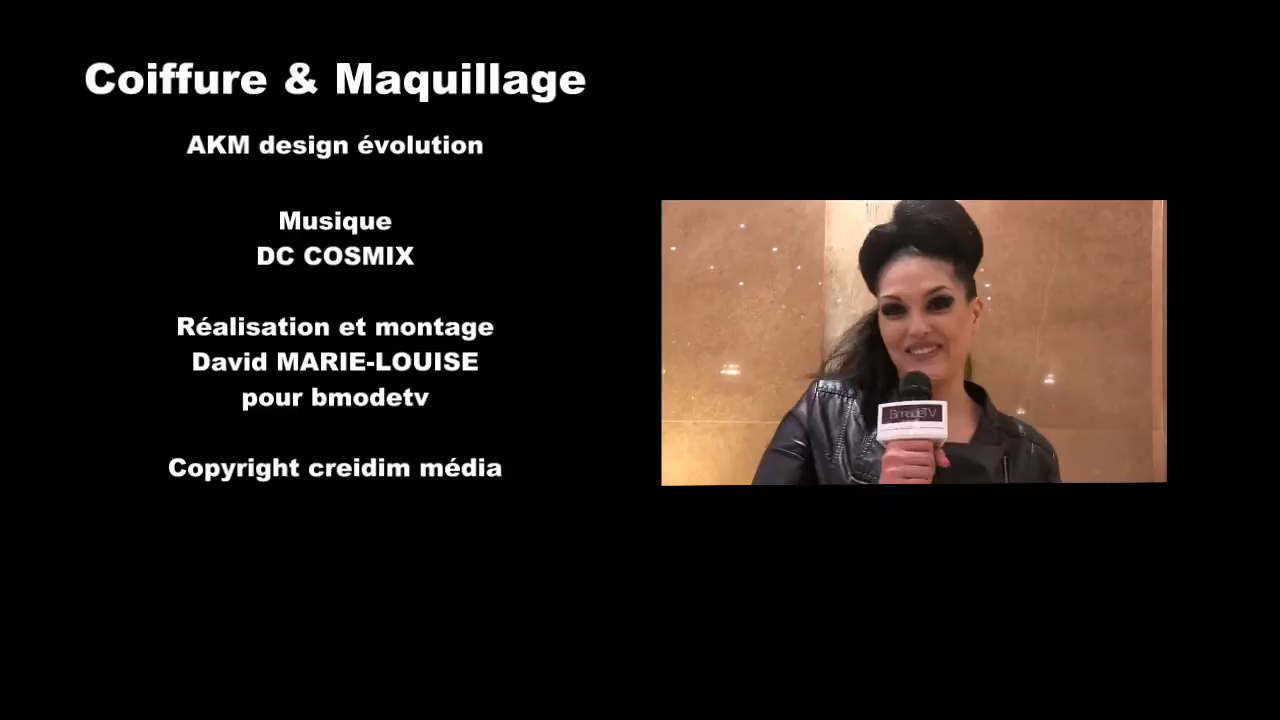 Coiffure & Maquillage
AKM design évolution
Musique
DC COSMIX
Réalisation et montage
David MARIE-LOUISE
pour bmodetv
Copyright creidim média
BmodeTV